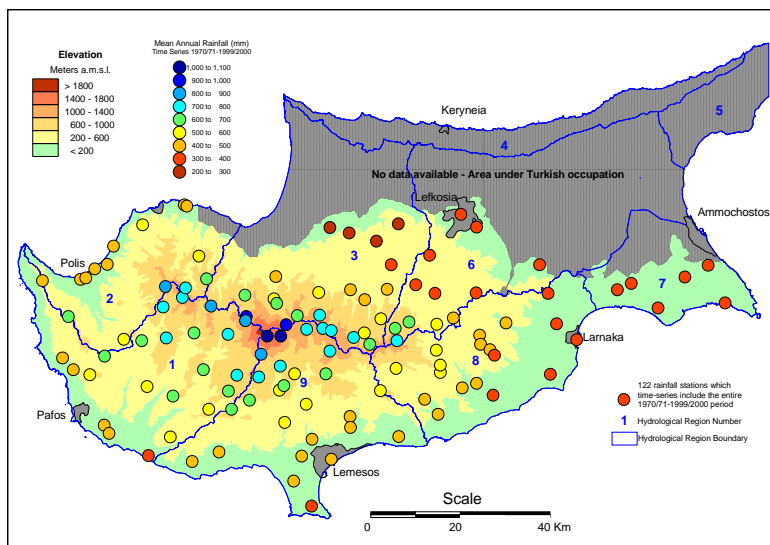 Elevation
Meters a.m.s.l.
> 1800
1400 - 1800
1000 - 1400
600 - 1000
200 - 600
< 200
Mean Annual Rainfall (mm)
Time Series 1970/71-1999/2000
1,000 to 1,100
900 to 1,000
800 to 900
700 to 800
600 to 700
500 to 600
400 to 500
300 to 400
200 to 300
Keryneia
5
4
No data available - Area under Turkish occupation
Lefkosia
Ammochostos
3
6
Polis
2
7
Larnaka
1
8
9
Pafos
Lemesos
122 rainfall stations which
time-series include the entire
1970/71-1999/2000 period
1 Hydrological Region Number
Hydrological Region Boundary
Scale
0 20 40 Km